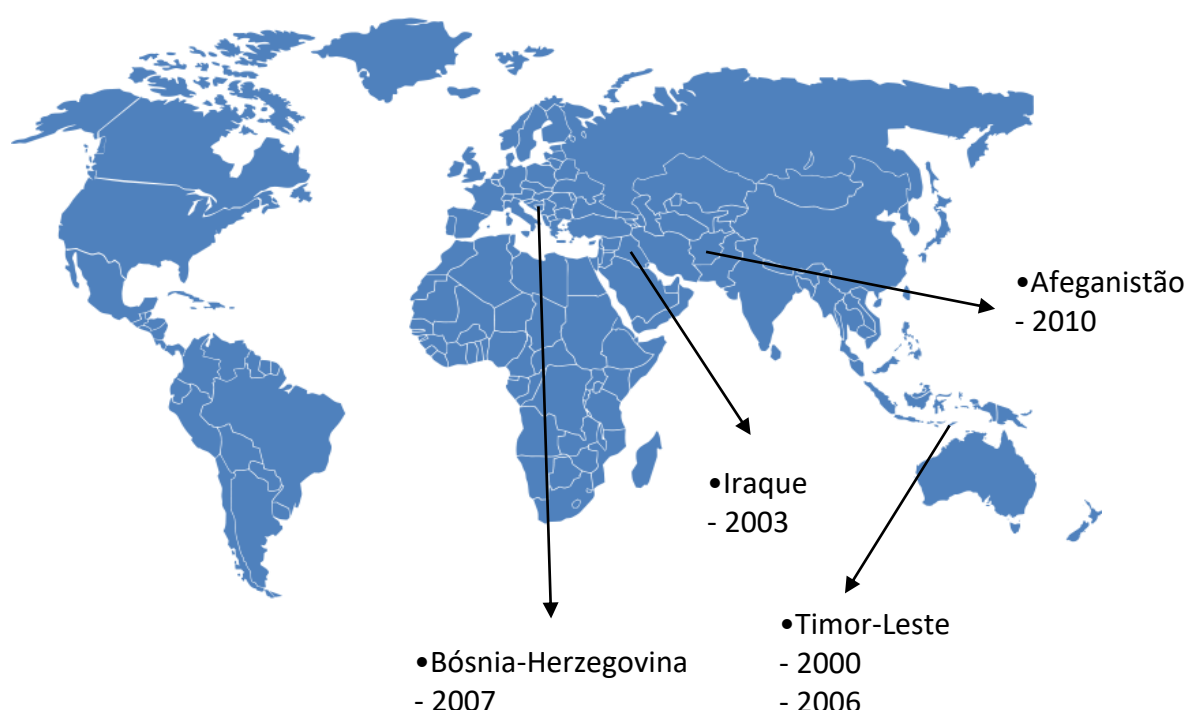 •Afeganistão
- 2010
•Iraque
- 2003
•Timor-Leste
- 2000
- 2006
•Bósnia-Herzegovina
- 2007